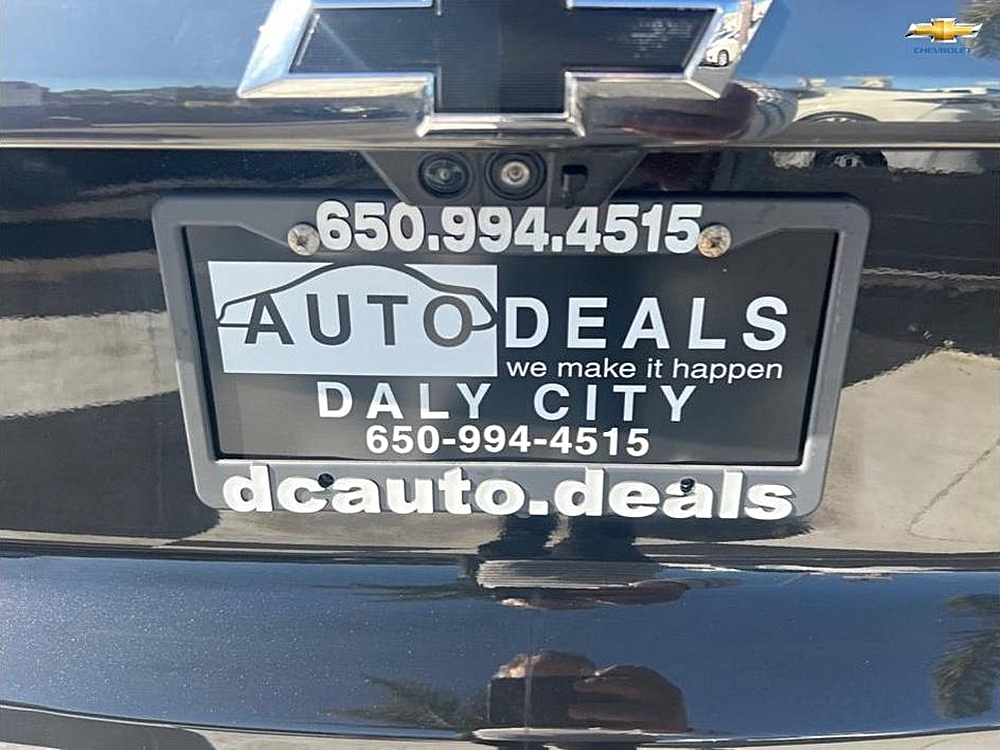 CHEVROLET
650.994.4515
AUTO DEALS
we make it happen
DALY CITY
650-994-4515
dcauto.deals